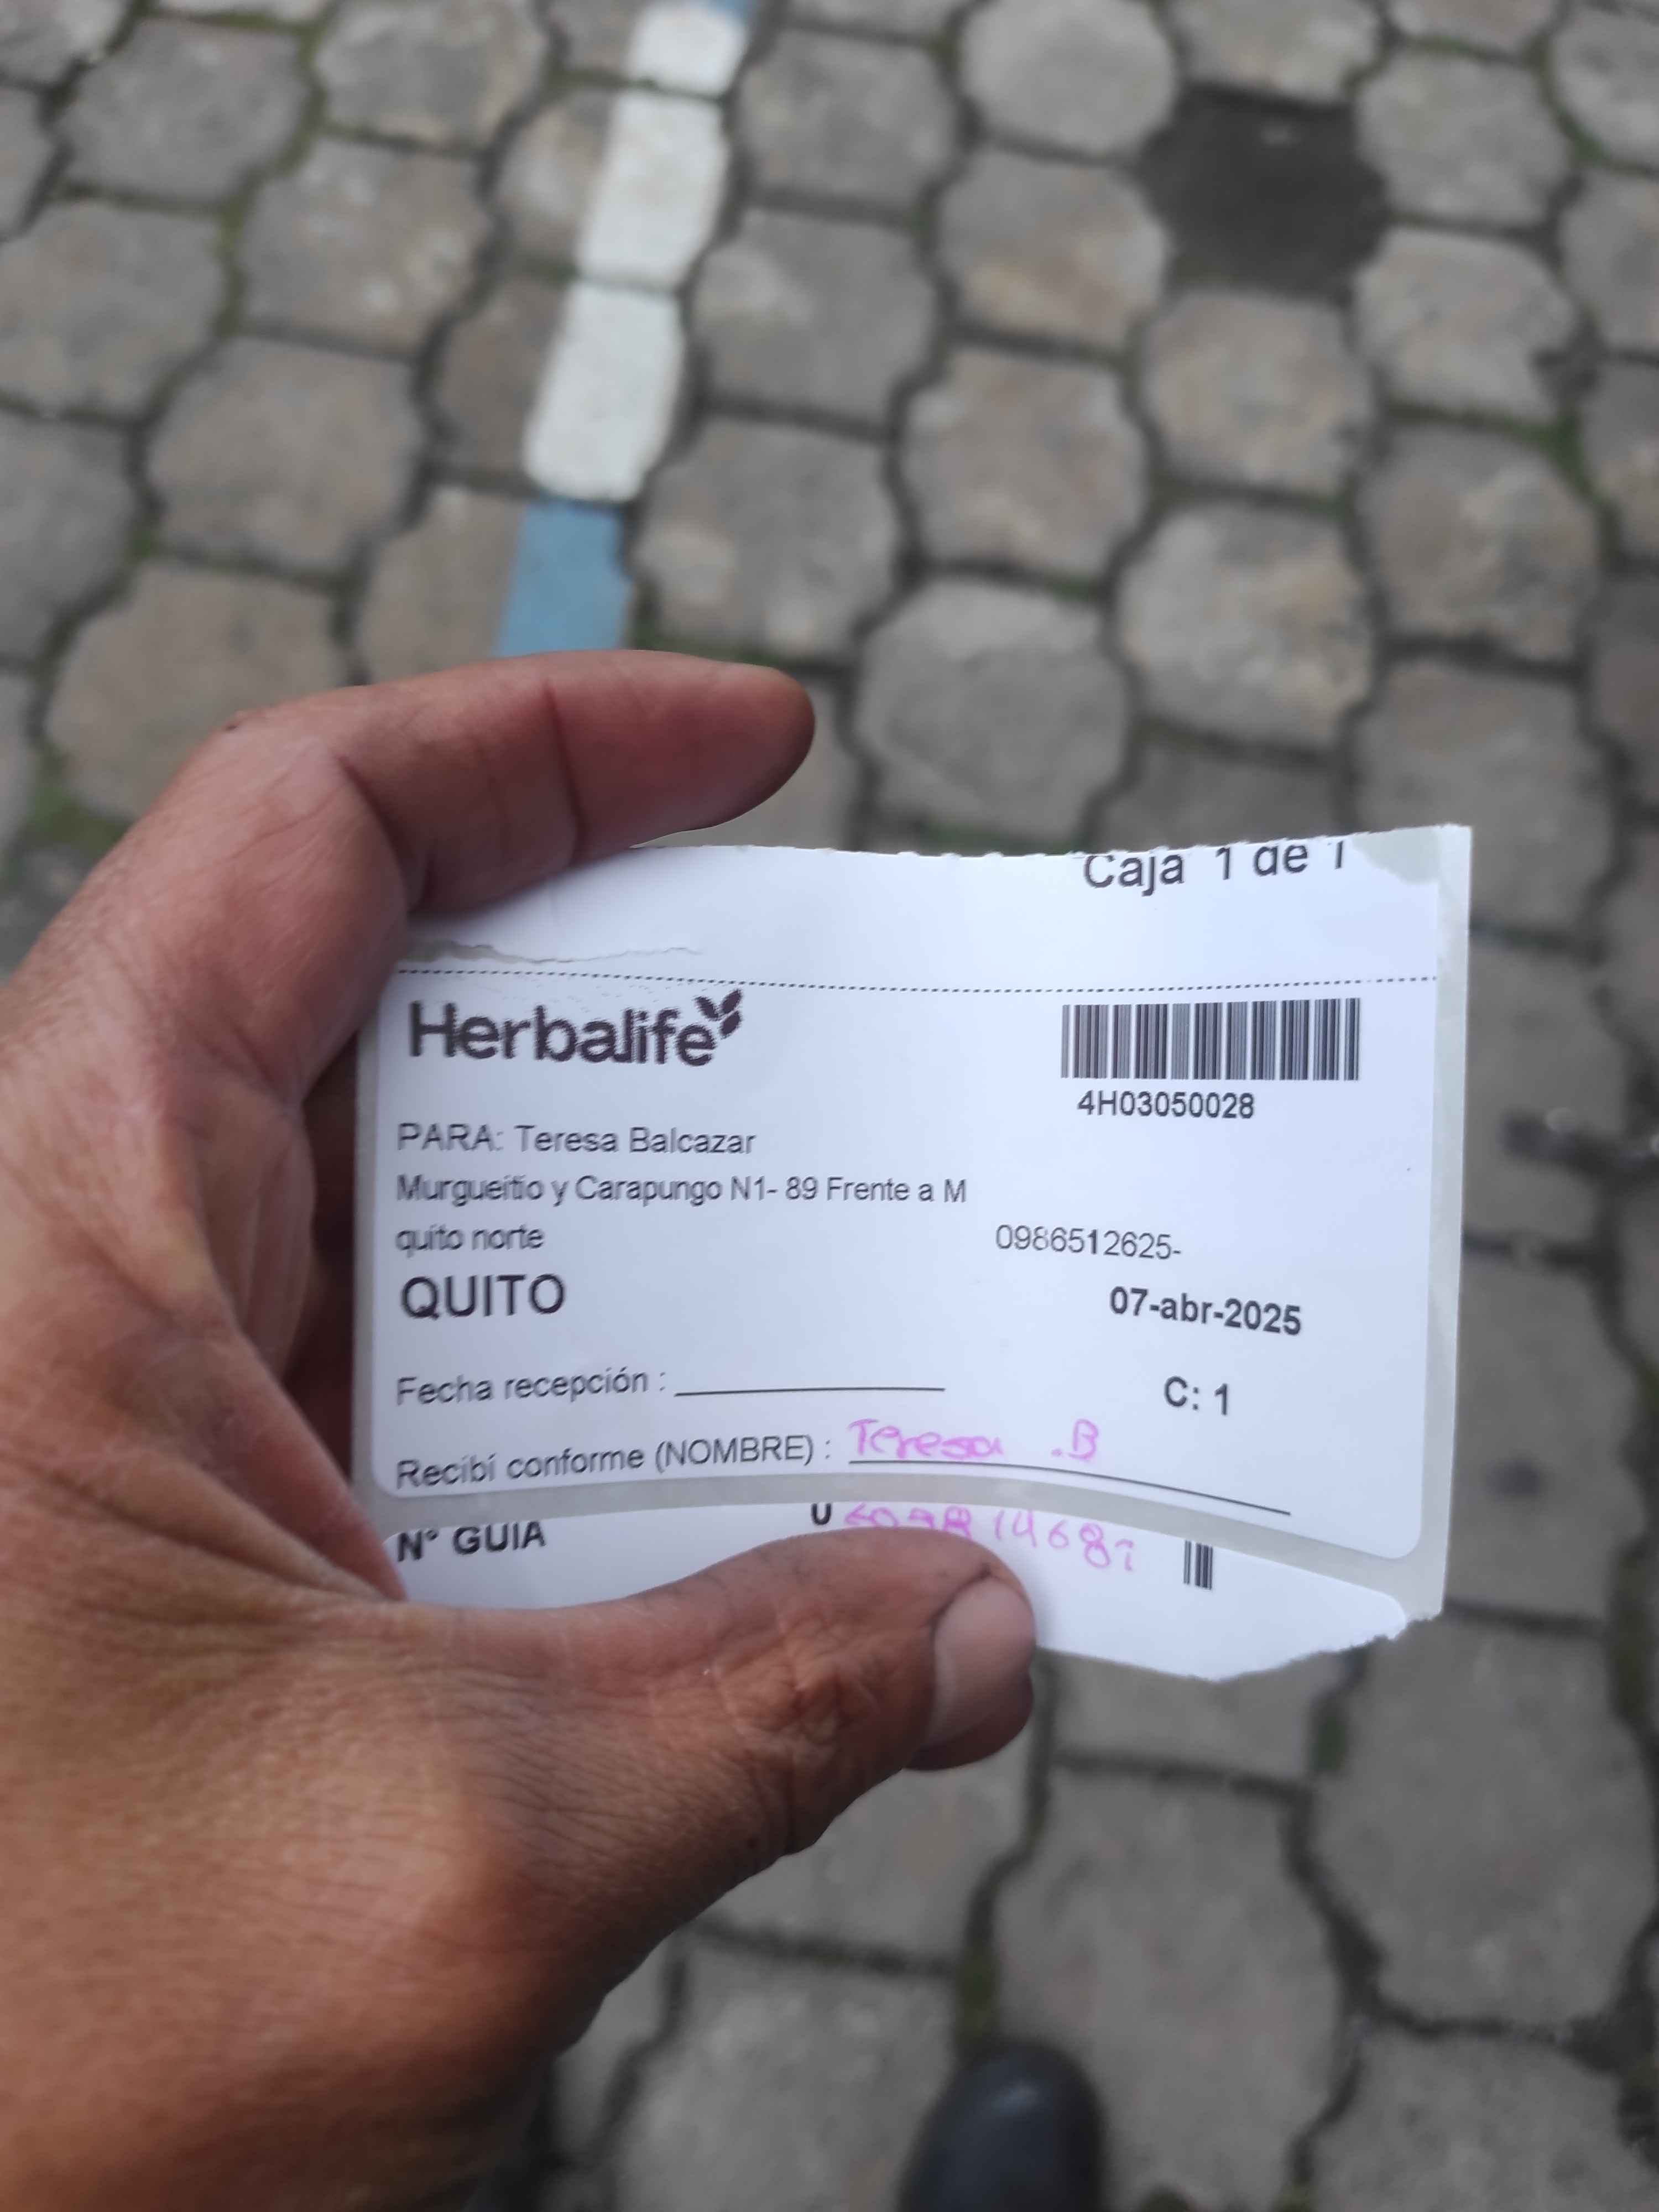 Caja 1 de 1
Herbalife
4H03050028
PARA: Teresa Balcazar
Murgueitio y Carapungo N1- 89 Frente a M
quito norte 0986512625-
QUITO 07-abr-2025
Fecha recepción :
C: 1
Recibí conforme (NOMBRE) : Teresa .B
N° GUIA